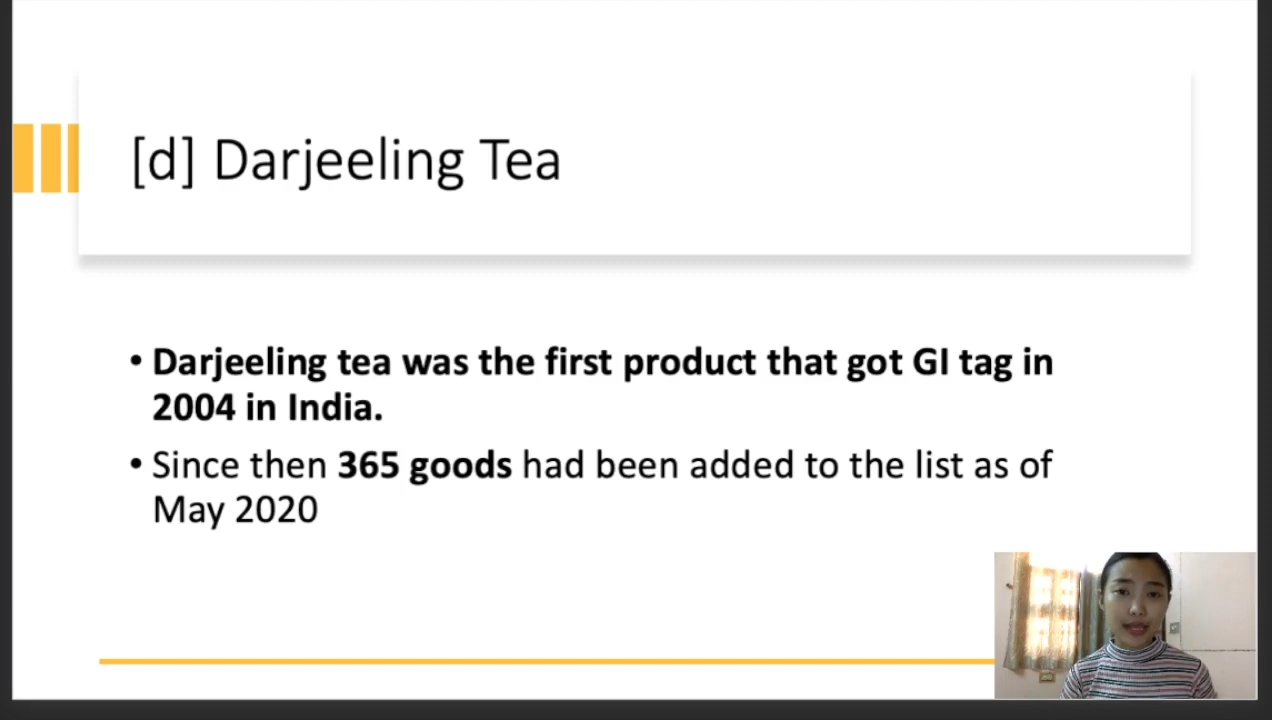 [d] Darjeeling Tea
• Darjeeling tea was the first product that got GI tag in
2004 in India.
• Since then 365 goods had been added to the list as of
May 2020